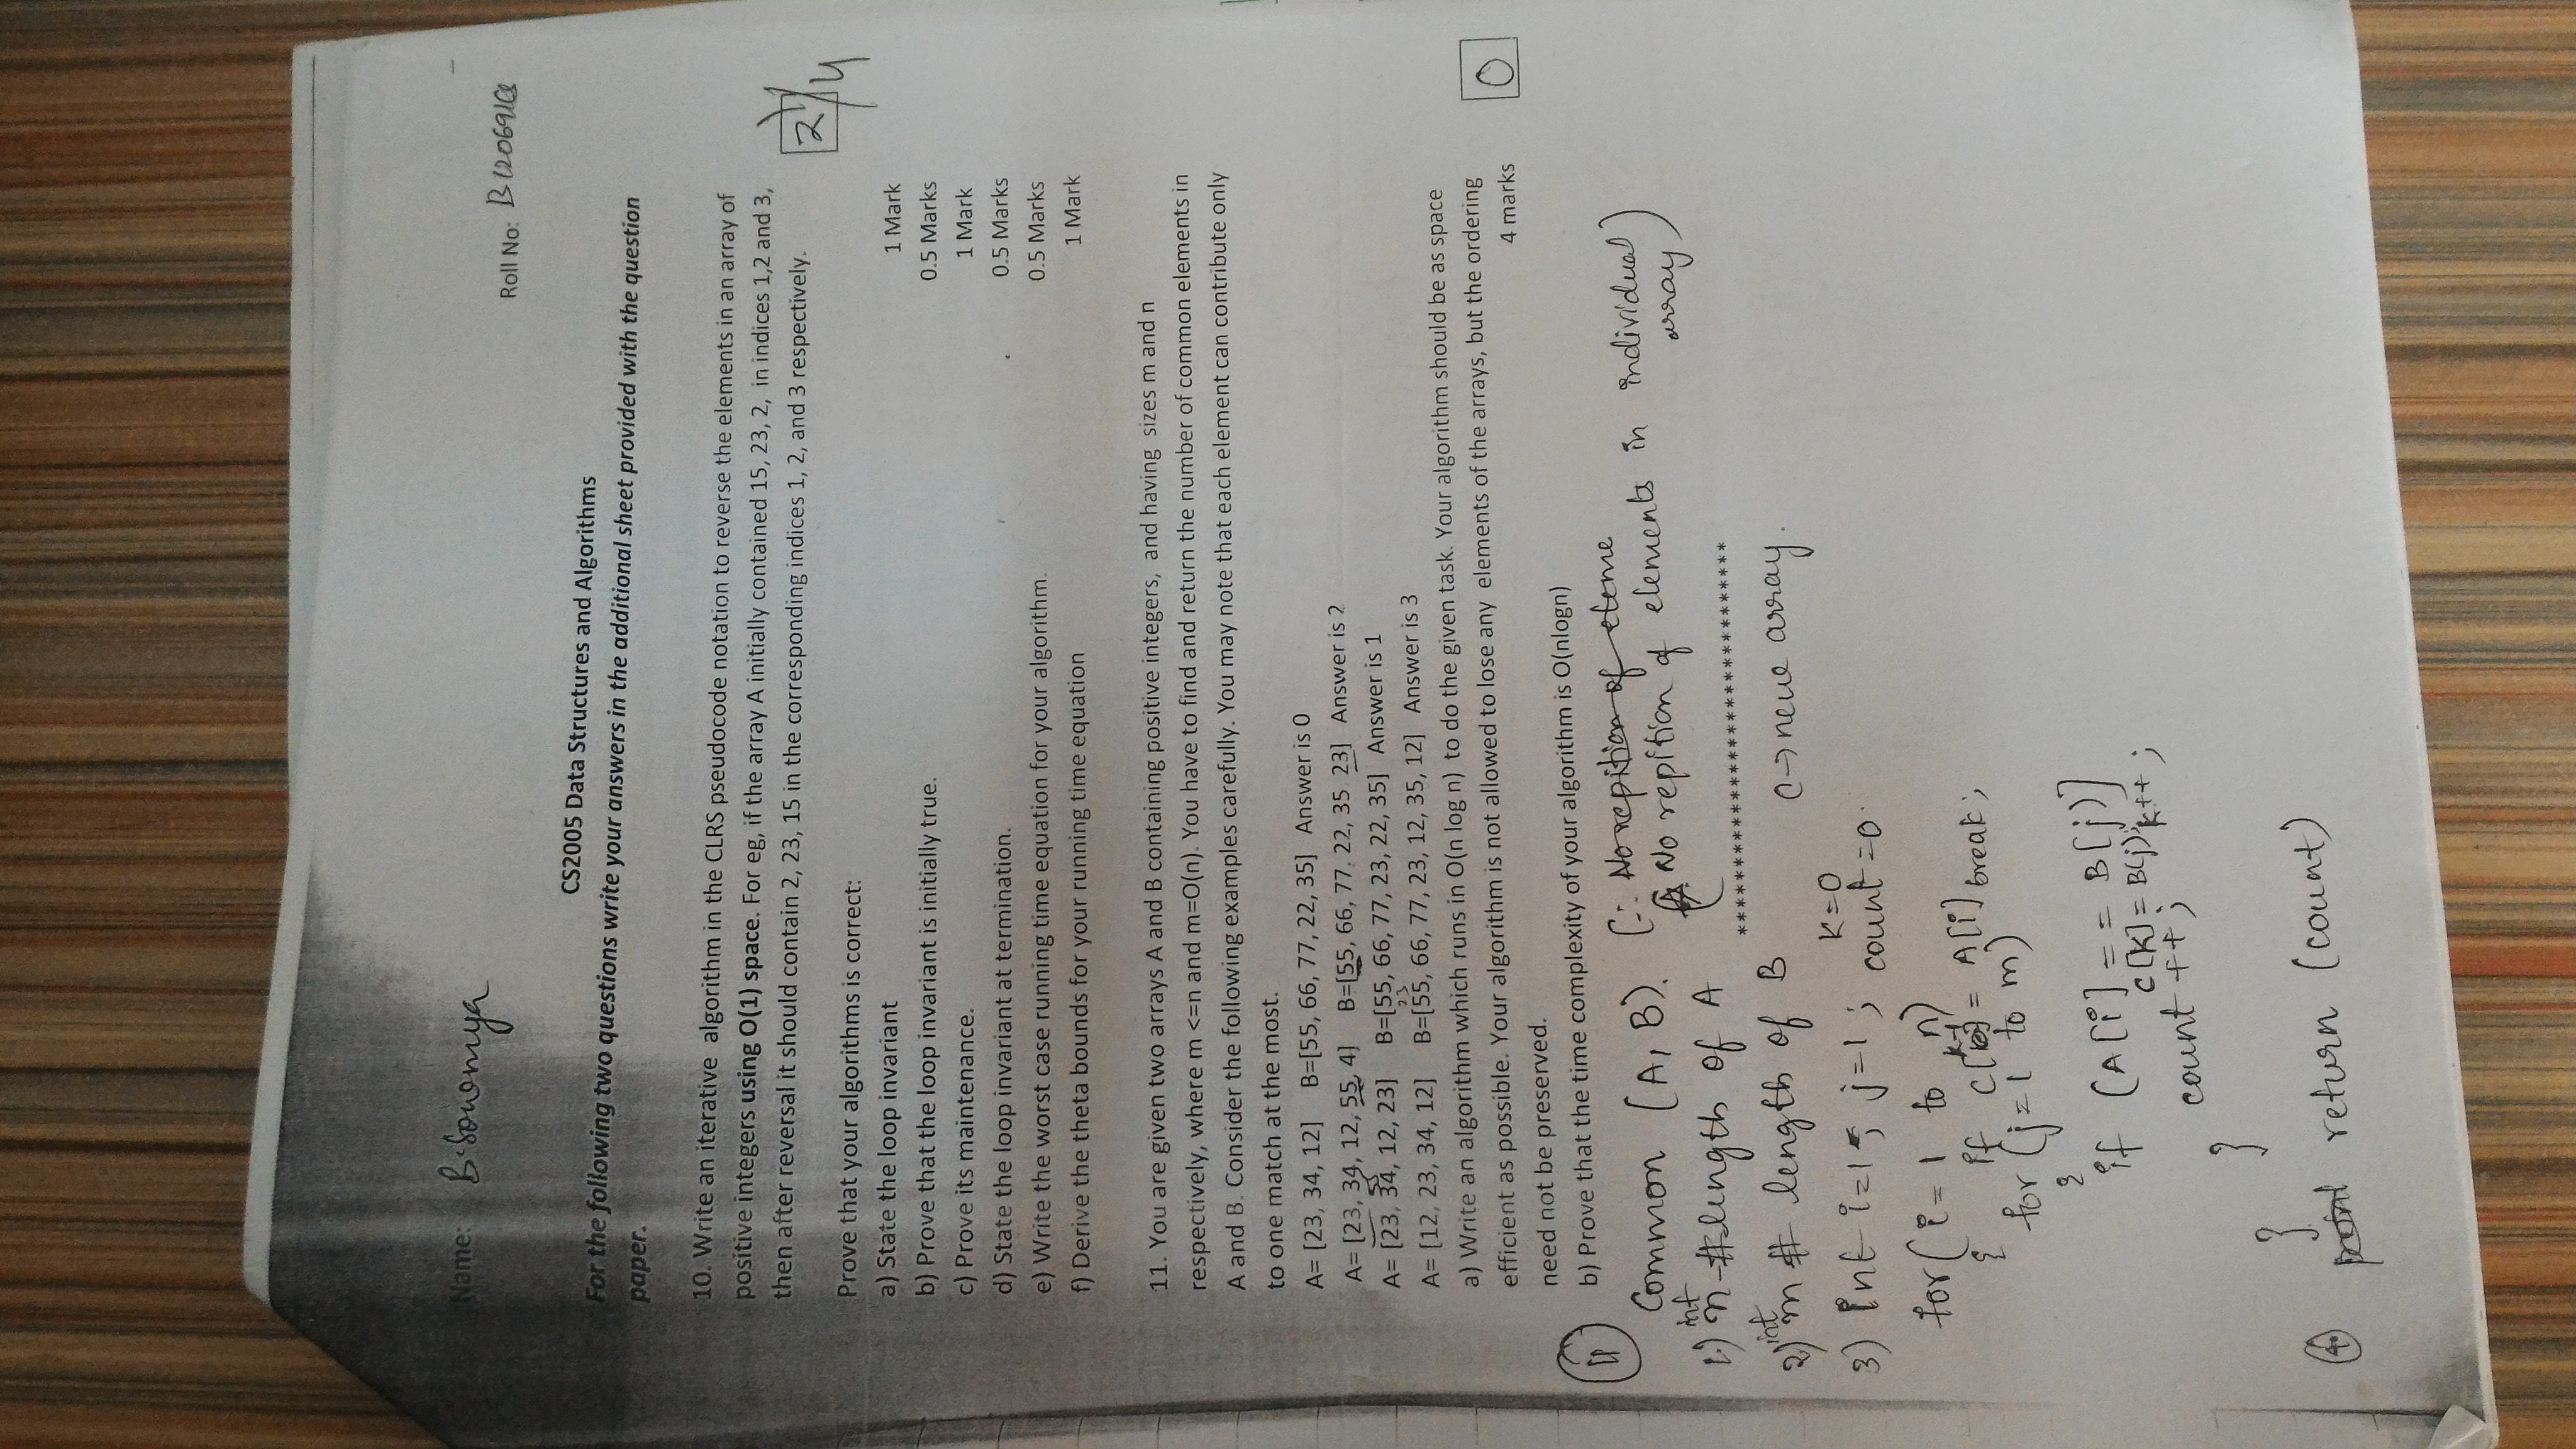 Name: B. Sowmya
Roll No:
CS2005 Data Structures and Algorithms
For the following two questions write your answers in the additional sheet provided with the question
paper.
10. Write an iterative algorithm in the CLRS pseudocode notation to reverse the elements in an array of
positive integers using O(1) space. For eg, if the array A initially contained 15, 23, 2, in indices 1,2 and 3,
then after reversal it should contain 2, 23, 15 in the corresponding indices 1, 2, and 3 respectively.
Prove that your algorithms is correct:
a) State the loop invariant 1 Mark
b) Prove that the loop invariant is initially true. 0.5 Marks
c) Prove its maintenance. 1 Mark
d) State the loop invariant at termination. 0.5 Marks
e) Write the worst case running time equation for your algorithm. 0.5 Marks
f) Derive the theta bounds for your running time equation 1 Mark
11. You are given two arrays A and B containing positive integers, and having sizes m and n
respectively, where m <=n and m=O(n). You have to find and return the number of common elements in
A and B. Consider the following examples carefully. You may note that each element can contribute only
to one match at the most.
A= [23, 34, 12] B=[55, 66, 77, 22, 35] Answer is 0
A= [23, 34, 12, 55, 4] B=[55, 66, 77, 22, 35 23] Answer is 2
A= [23, 34, 12, 23] B=[55, 66, 77, 23, 22, 35] Answer is 1
A= [12, 23, 34, 12] B=[55, 66, 77, 23, 12, 35, 12] Answer is 3
a) Write an algorithm which runs in O(n log n) to do the given task. Your algorithm should be as space
efficient as possible. Your algorithm is not allowed to lose any elements of the arrays, but the ordering
need not be preserved. 4 marks
0
b) Prove that the time complexity of your algorithm is O(nlogn)
11 Common (A, B). (∵ No repition of eteme
No repition of elements in individual array)
********************************
1) int n # length of A
2) int m # length of B C → new array.
3) int i=1; j=1; count=0. K=0
for (i=1 to n)
{ if C[k-1] = A[i] break;
for (j=1 to m)
{
if (A[i] == B[j])
C[K] = B(j); K++;
count ++;
}
}
4 return (count)